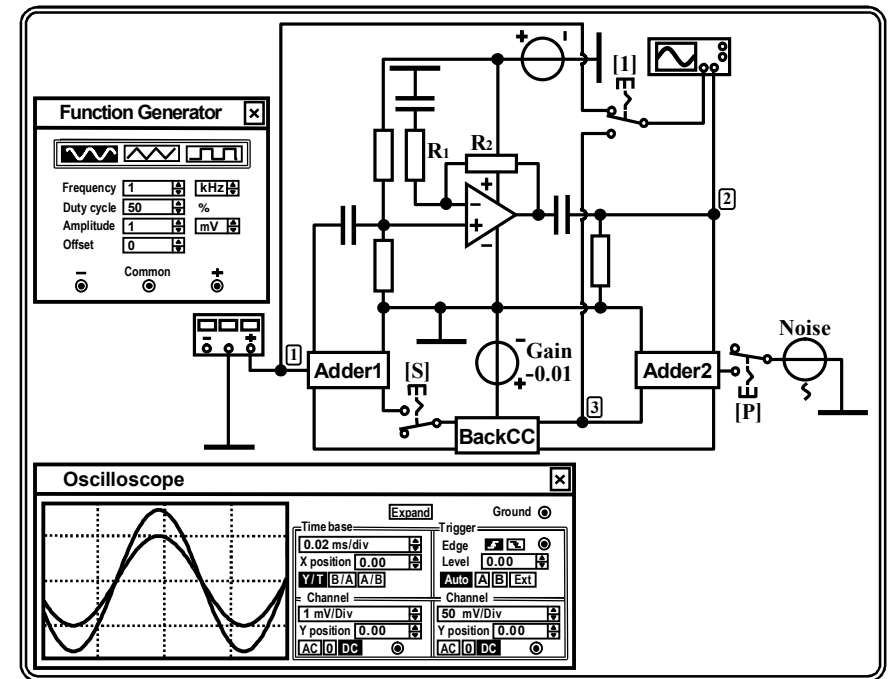 [1]
Function Generator
R1
R2
Frequency 1 kHz
Duty cycle 50 %
Amplitude 1 mV
Offset 0
− Common +
2
Noise
1
Adder1
[S]
Gain
-0.01
Adder2
3
[P]
BackCC
Oscilloscope
Expand
Ground
Time base
Trigger
0.02 ms/div
Edge
X position 0.00
Level 0.00
Y/T B/A A/B
Auto A B Ext
Channel
Channel
1 mV/Div
50 mV/Div
Y position 0.00
Y position 0.00
AC 0 DC
AC 0 DC